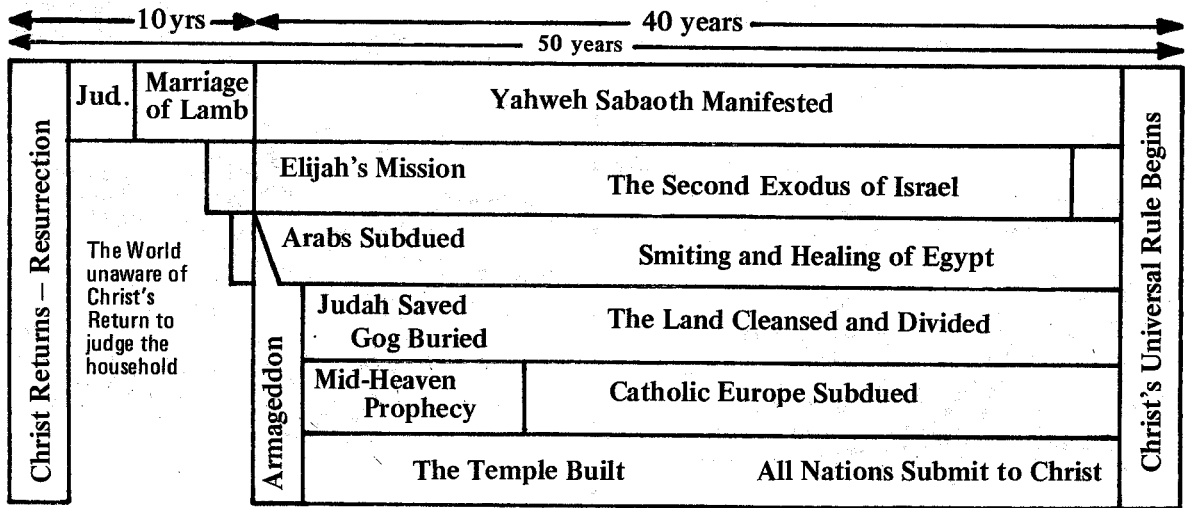 10 yrs
40 years
50 years
Christ Returns – Resurrection
Jud.
Marriage
of Lamb
Yahweh Sabaoth Manifested
Elijah's Mission
The Second Exodus of Israel
Arabs Subdued
Smiting and Healing of Egypt
The World
unaware of
Christ's
Return to
judge the
household
Armageddon
Judah Saved
Gog Buried
The Land Cleansed and Divided
Mid-Heaven
Prophecy
Catholic Europe Subdued
The Temple Built
All Nations Submit to Christ
Christ's Universal Rule Begins